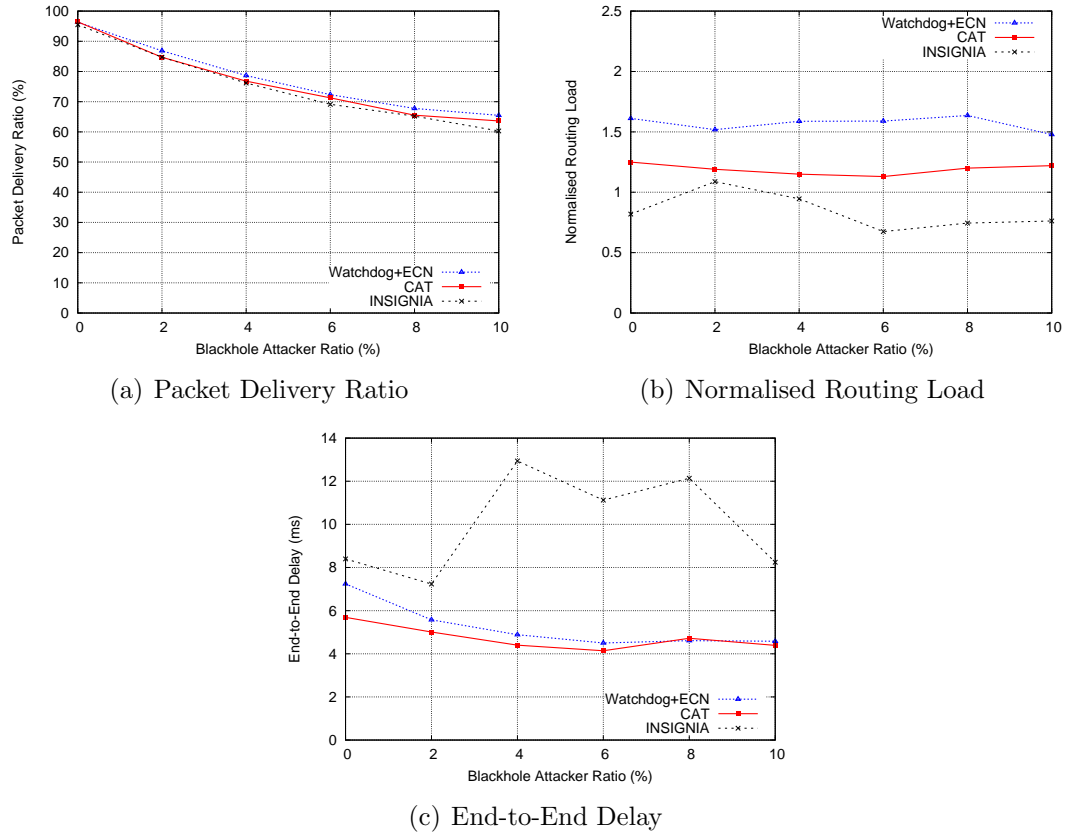 100
90
80
70
60
50
40
30
20
10
0
0 2 4 6 8 10
Packet Delivery Ratio (%)
Blackhole Attacker Ratio (%)
Watchdog+ECN
CAT
INSIGNIA
(a) Packet Delivery Ratio
2.5
2
1.5
1
0.5
0
0 2 4 6 8 10
Normalised Routing Load
Blackhole Attacker Ratio (%)
Watchdog+ECN
CAT
INSIGNIA
(b) Normalised Routing Load
14
12
10
8
6
4
2
0
0 2 4 6 8 10
End-to-End Delay (ms)
Blackhole Attacker Ratio (%)
Watchdog+ECN
CAT
INSIGNIA
(c) End-to-End Delay